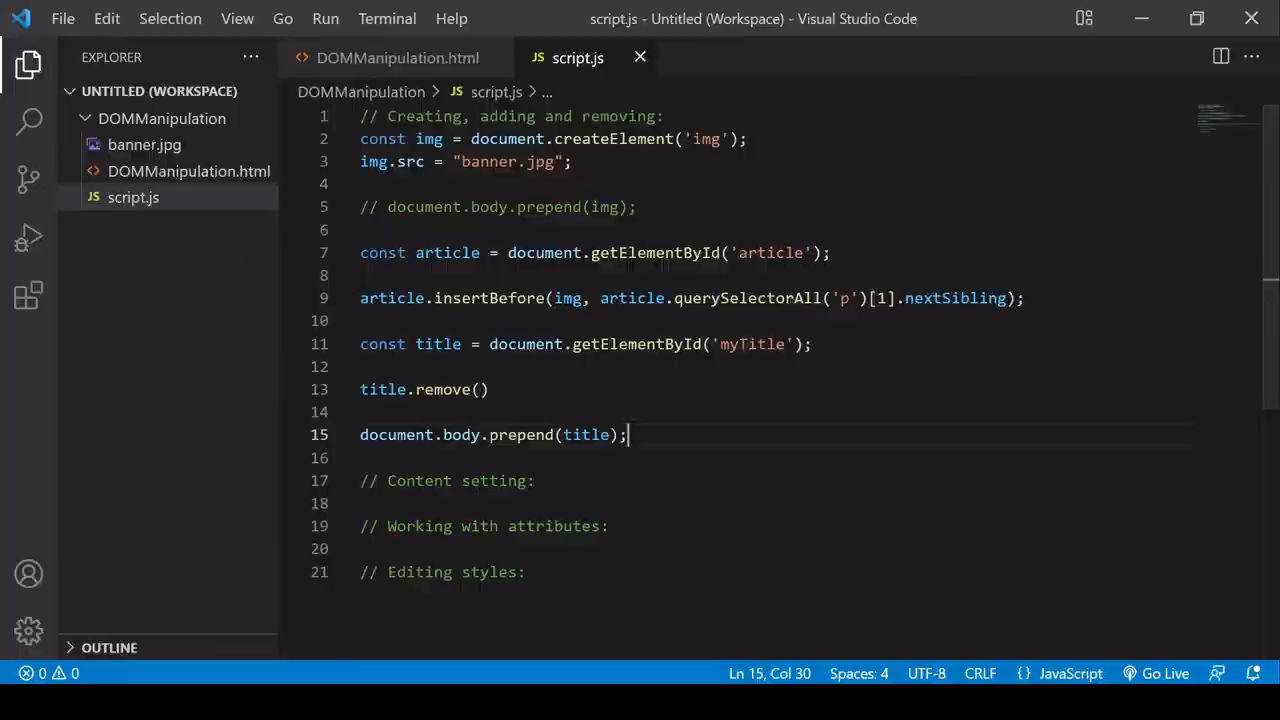 File Edit Selection View Go Run Terminal Help script.js - Untitled (Workspace) - Visual Studio Code
EXPLORER
UNTITLED (WORKSPACE)
DOMManipulation
banner.jpg
DOMManipulation.html
JS script.js
OUTLINE
DOMManipulation.html JS script.js
DOMManipulation > JS script.js > ...
1 // Creating, adding and removing:
2 const img = document.createElement('img');
3 img.src = "banner.jpg";
4
5 // document.body.prepend(img);
6
7 const article = document.getElementById('article');
8
9 article.insertBefore(img, article.querySelectorAll('p')[1].nextSibling);
10
11 const title = document.getElementById('myTitle');
12
13 title.remove()
14
15 document.body.prepend(title);
16
17 // Content setting:
18
19 // Working with attributes:
20
21 // Editing styles:
0 0 Ln 15, Col 30 Spaces: 4 UTF-8 CRLF {} JavaScript Go Live